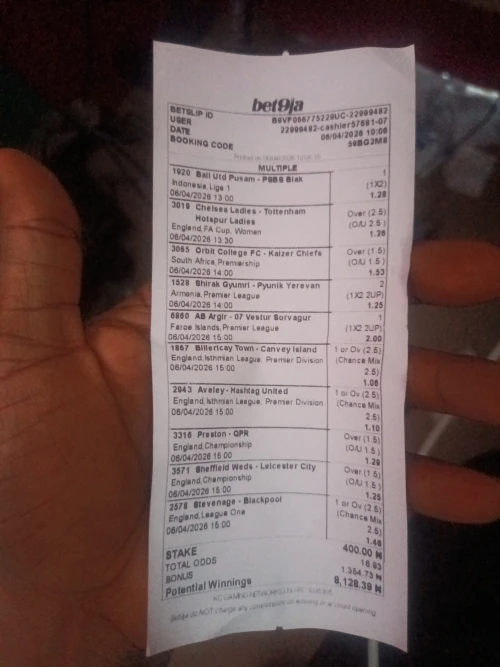 bet9ja
BETSLIP ID B9VF066775229UC-22999482
USER 22999482-cashier57681-07
DATE 06/04/2026 10:06
BOOKING CODE 59BG2M8
MULTIPLE
1920 Bali Utd Pusam - PSBS Biak 1
Indonesia, Liga 1 (1X2)
06/04/2026 13:00 1.28
3019 Chelsea Ladies - Tottenham Over (2.5)
Hotspur Ladies (O/U 2.5)
England, FA Cup, Women 1.26
06/04/2026 13:30
3065 Orbit College FC - Kaizer Chiefs Over (1.5)
South Africa, Premiership (O/U 1.5)
06/04/2026 14:00 1.53
1528 Shirak Gyumri - Pyunik Yerevan 2
Armenia, Premier League (1X2 2UP)
06/04/2026 14:00 1.25
6860 AB Argir - 07 Vestur Sorvagur 1
Faroe Islands, Premier League (1X2 2UP)
06/04/2026 15:00 2.00
1867 Billericay Town - Canvey Island 1 or Ov (2.5)
England, Isthmian League, Premier Division (Chance Mix
06/04/2026 15:00 2.5)
1.06
2943 Aveley - Hashtag United 1 or Ov (2.5)
England, Isthmian League, Premier Division (Chance Mix
06/04/2026 15:00 2.5)
1.10
3316 Preston - QPR Over (1.5)
England, Championship (O/U 1.5)
06/04/2026 15:00 1.29
3571 Sheffield Weds - Leicester City Over (1.5)
England, Championship (O/U 1.5)
06/04/2026 15:00 1.25
2578 Stevenage - Blackpool 1 or Ov (2.5)
England, League One (Chance Mix
06/04/2026 15:00 2.5)
1.46
STAKE 400.00 ₦
TOTAL ODDS 16.93
BONUS 1,354.73 ₦
Potential Winnings 8,128.39 ₦